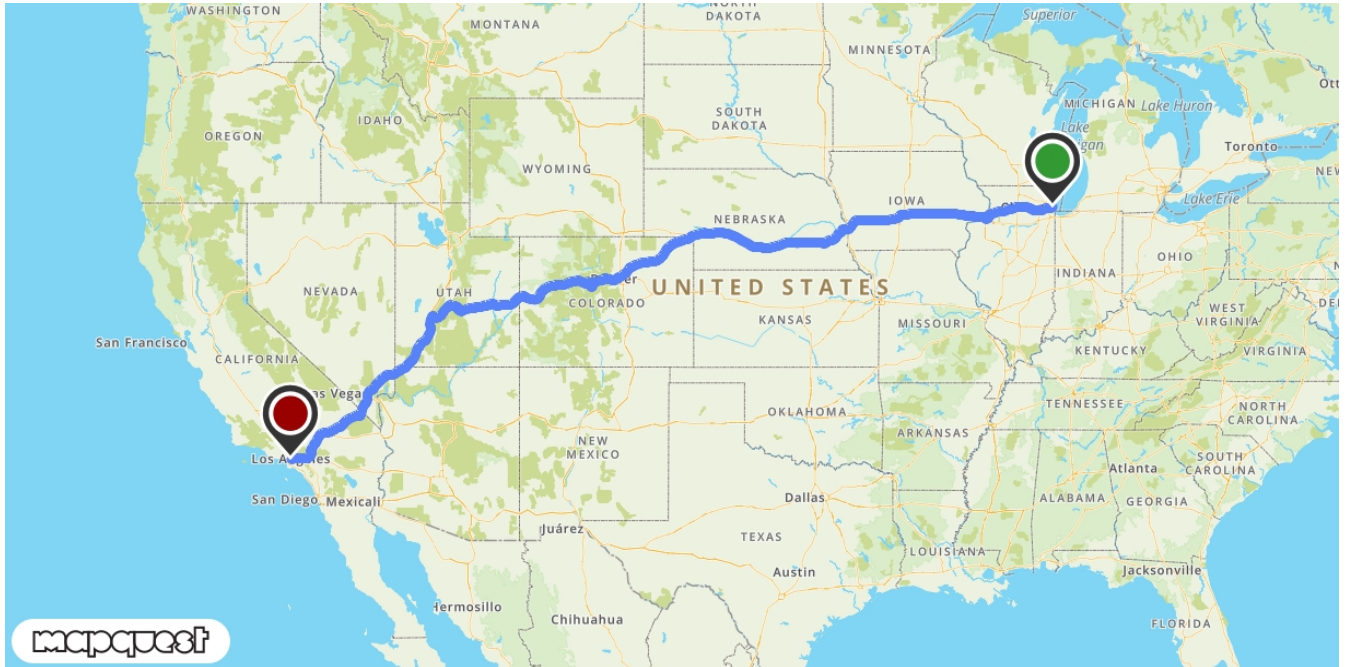 WASHINGTON
MONTANA
NORTH
DAKOTA
Superior
MINNESOTA
Ott
MICHIGAN
Lake Huron
OREGON
IDAHO
SOUTH
DAKOTA
Lake
Toronto
WYOMING
NEW
IOWA
Lake Erie
NEBRASKA
OHIO
INDIANA
NEVADA
UTAH
COLORADO
UNITED STATES
KANSAS
MISSOURI
WEST
VIRGINIA
San Francisco
CALIFORNIA
KENTUCKY
VIRGINIA
TENNESSEE
OKLAHOMA
NORTH
CAROLINA
ARKANSAS
NEW
MEXICO
Los Angeles
SOUTH
CAROLINA
Atlanta
San Diego
Mexicali
Dallas
ALABAMA
GEORGIA
Juárez
TEXAS
LOUISIANA
Austin
Jacksonville
Hermosillo
Chihuahua
FLORIDA
mapquest